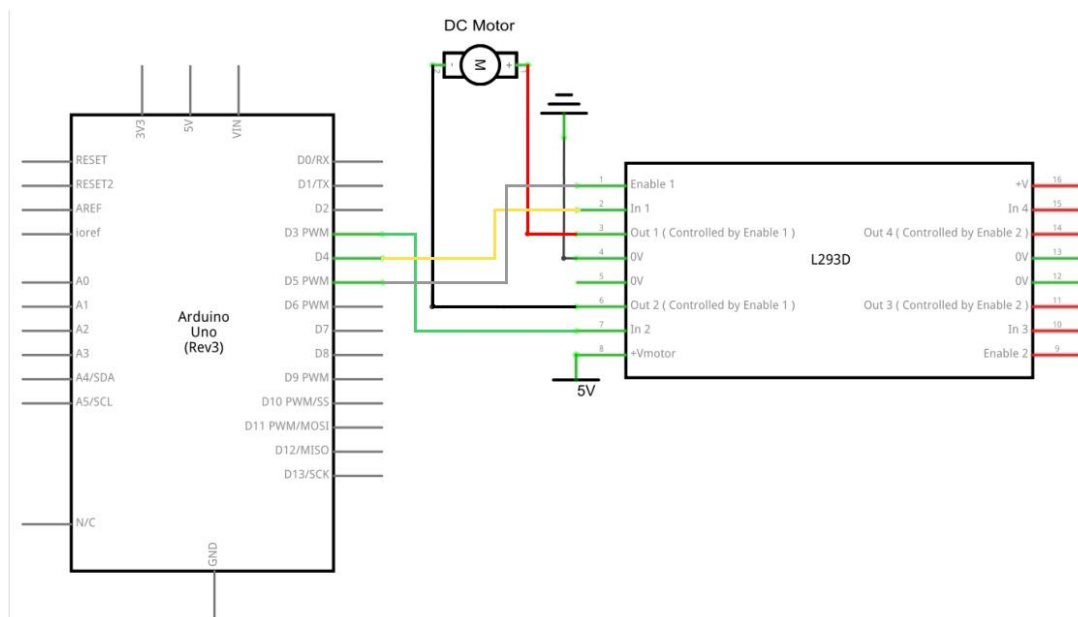 DC Motor
M
-
+
2
1
3V3
5V
VIN
RESET
RESET2
AREF
ioref
A0
A1
A2
A3
A4/SDA
A5/SCL
N/C
Arduino
Uno
(Rev3)
D0/RX
D1/TX
D2
D3 PWM
D4
D5 PWM
D6 PWM
D7
D8
D9 PWM
D10 PWM/SS
D11 PWM/MOSI
D12/MISO
D13/SCK
GND
1 Enable 1
2 In 1
3 Out 1 ( Controlled by Enable 1 )
4 0V
5 0V
6 Out 2 ( Controlled by Enable 1 )
7 In 2
8 +Vmotor
5V
L293D
+V 16
In 4 15
Out 4 ( Controlled by Enable 2 ) 14
0V 13
0V 12
Out 3 ( Controlled by Enable 2 ) 11
In 3 10
Enable 2 9